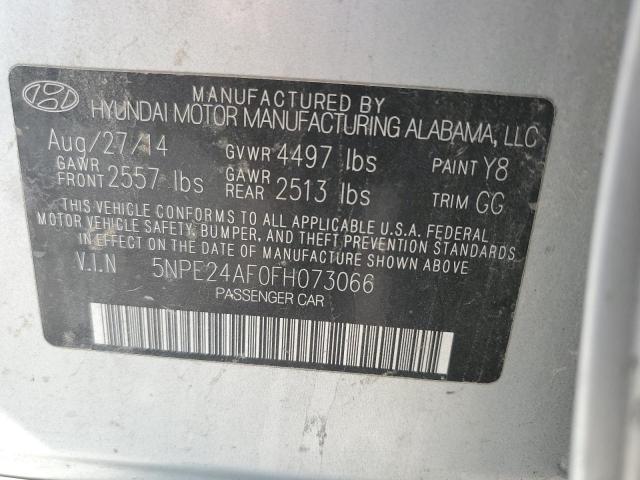 MANUFACTURED BY
HYUNDAI MOTOR MANUFACTURING ALABAMA, LLC
Aug/27/14 GVWR 4497 lbs PAINT Y8
GAWR FRONT 2557 lbs GAWR REAR 2513 lbs TRIM GG
THIS VEHICLE CONFORMS TO ALL APPLICABLE U.S.A. FEDERAL
MOTOR VEHICLE SAFETY, BUMPER, AND THEFT PREVENTION STANDARDS
IN EFFECT ON THE DATE OF MANUFACTURE SHOWN ABOVE
V.I.N 5NPE24AF0FH073066
PASSENGER CAR